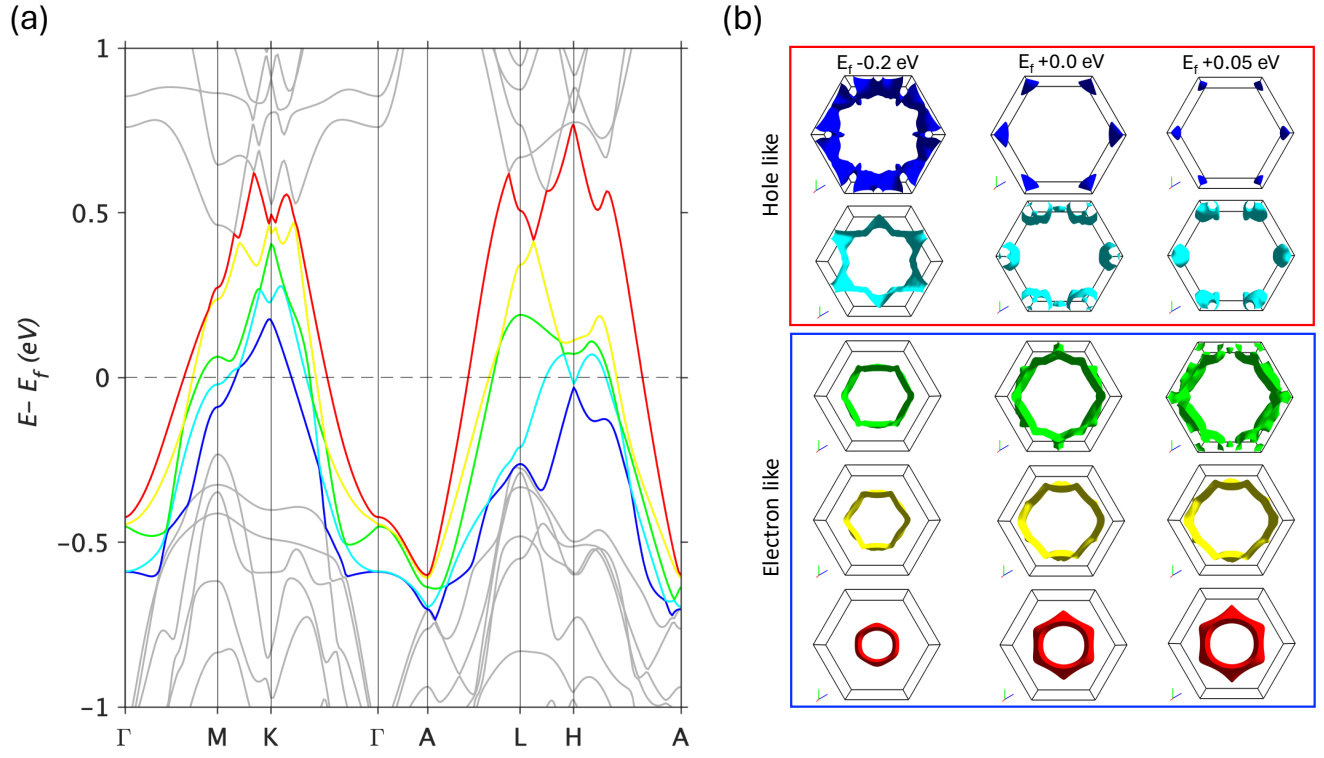 (a)
(b)
1
0.5
0
−0.5
−1
E− Ef (eV)
Γ M K Γ A L H A
Ef -0.2 eV Ef +0.0 eV Ef +0.05 eV
Hole like
Electron like